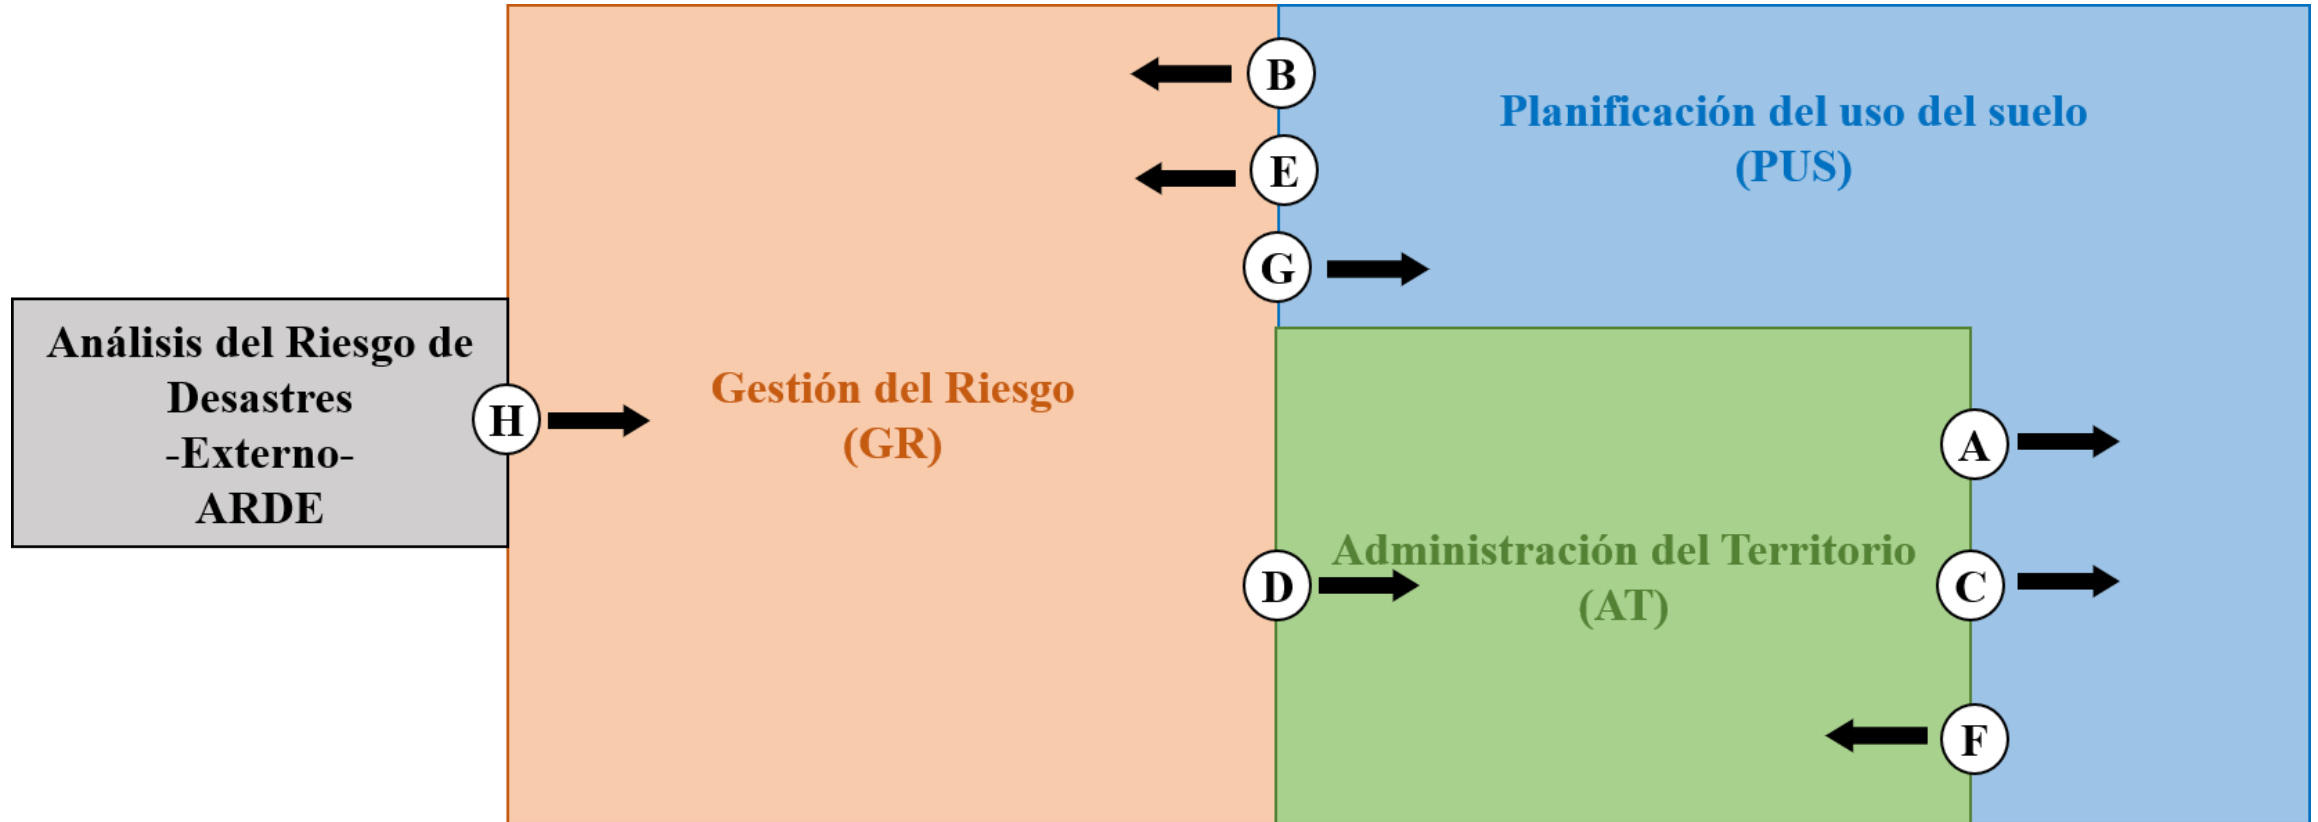 B
Planificación del uso del suelo
(PUS)
E
G
Análisis del Riesgo de
Desastres
-Externo-
ARDE
H
Gestión del Riesgo
(GR)
A
Administración del Territorio
(AT)
D
C
F